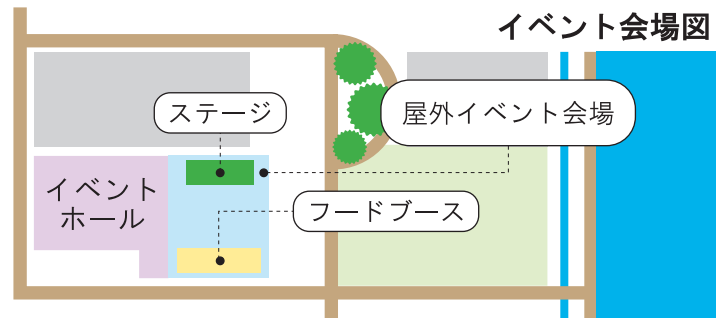 イベント会場図
ステージ
屋外イベント会場
イベント
ホール
フードブース